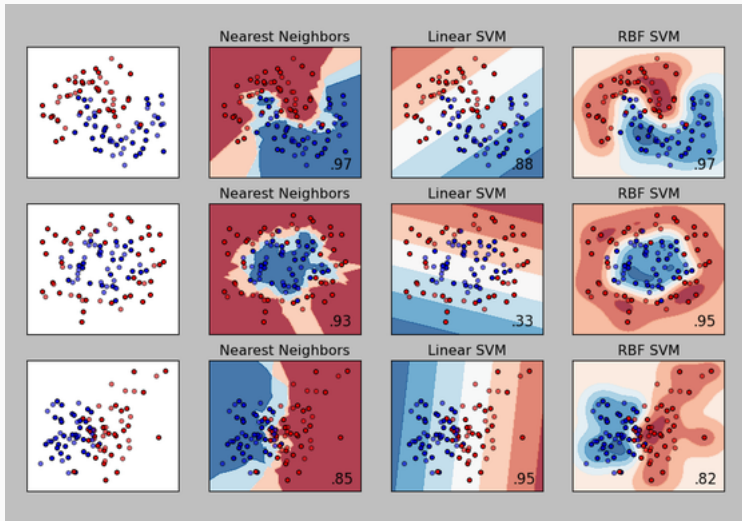 Nearest Neighbors Linear SVM RBF SVM
.97 .88 .97
Nearest Neighbors Linear SVM RBF SVM
.93 .33 .95
Nearest Neighbors Linear SVM RBF SVM
.85 .95 .82